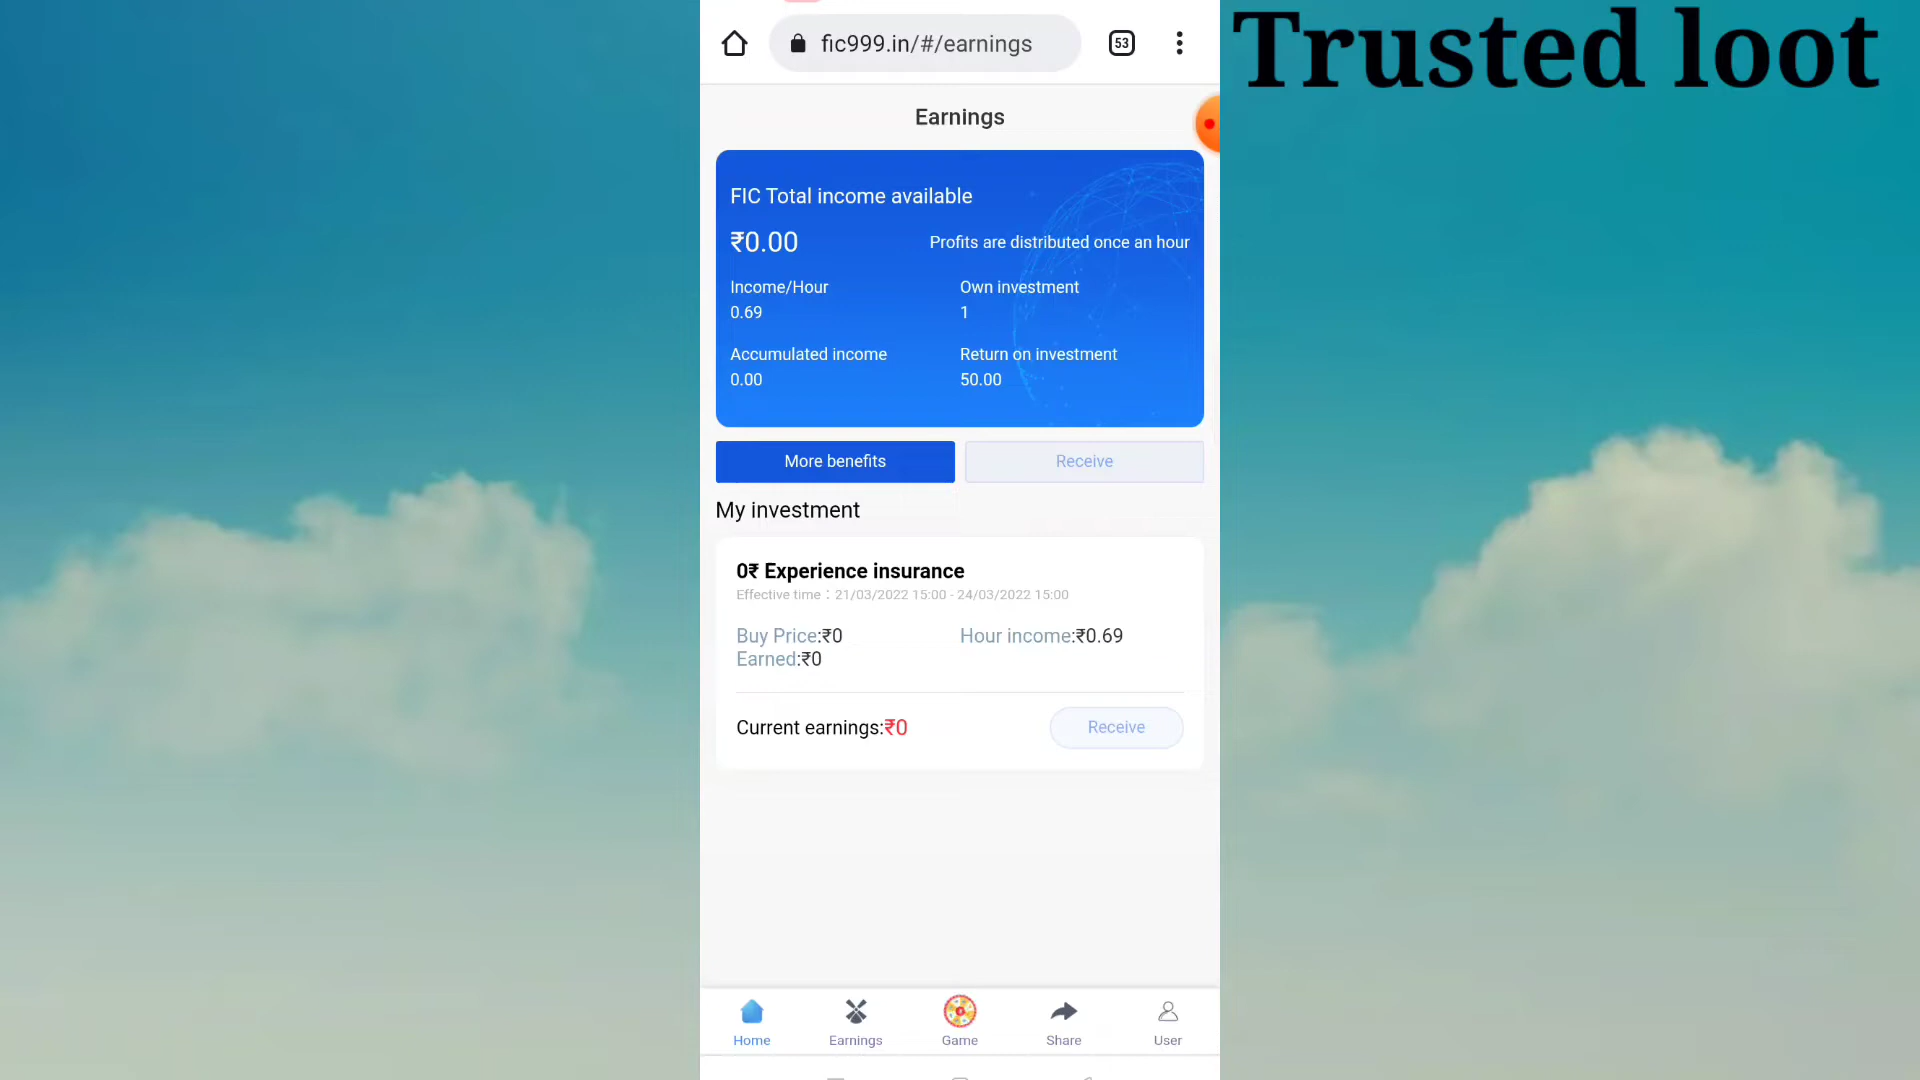 Trusted loot
fic999.in/#/earnings
53
Earnings
FIC Total income available
₹0.00
Profits are distributed once an hour
Income/Hour
Own investment
0.69
1
Accumulated income
Return on investment
0.00
50.00
More benefits
Receive
My investment
0₹ Experience insurance
Effective time：21/03/2022 15:00 - 24/03/2022 15:00
Buy Price:₹0
Hour income:₹0.69
Earned:₹0
Current earnings:₹0
Receive
Home
Earnings
Game
Share
User